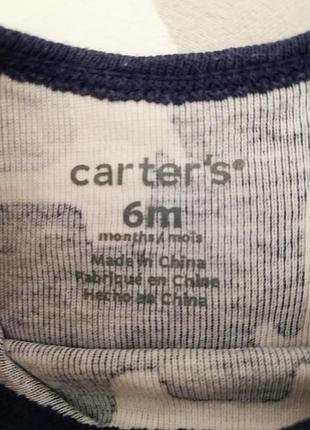 carter's®
6m
months/mois
Made in China
Fabriqué en Chine
Hecho en China